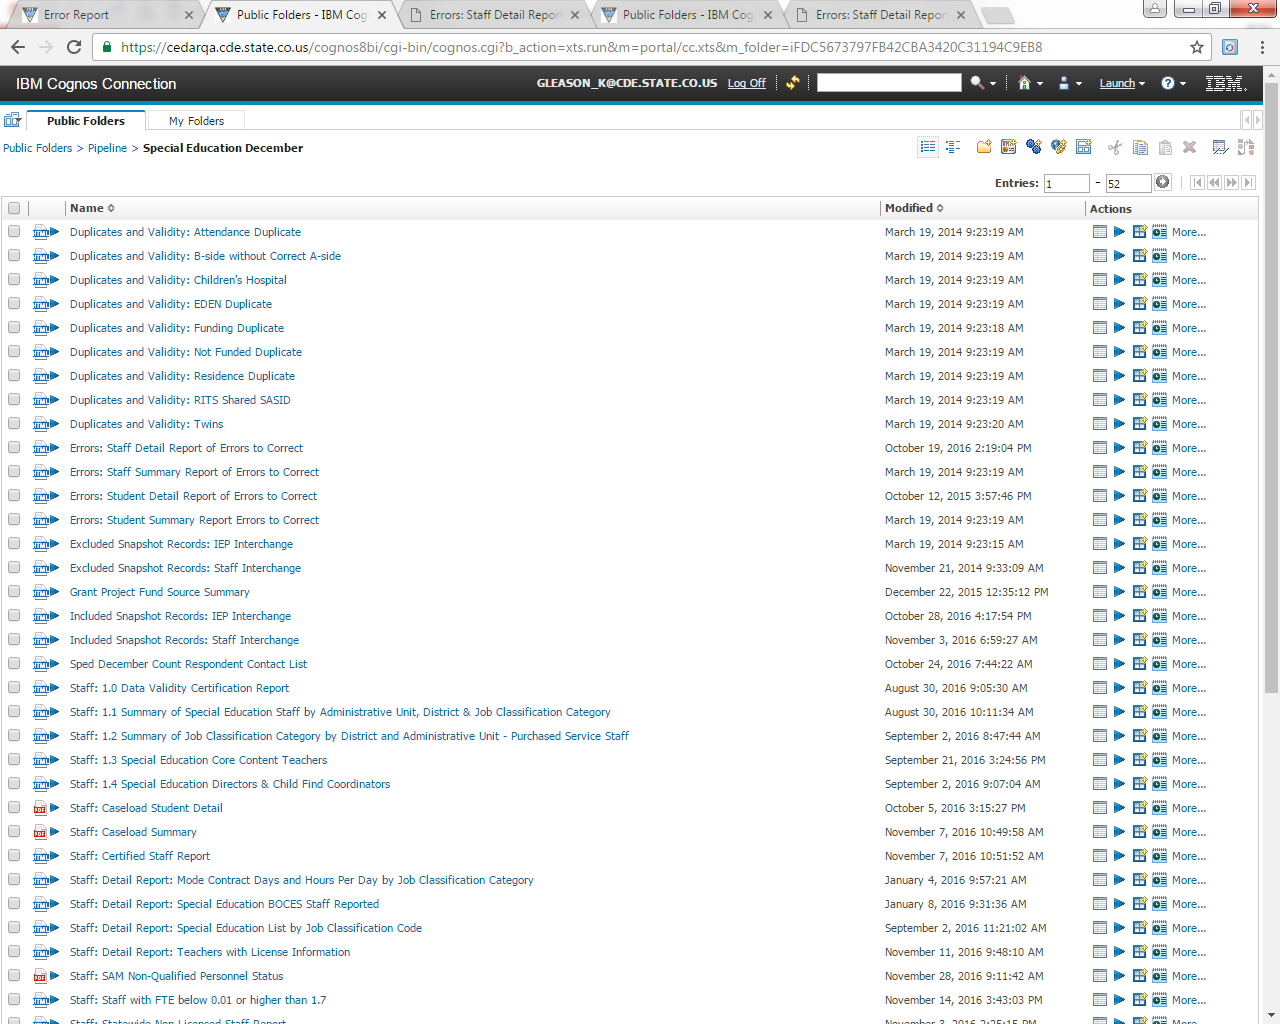 Error Report
Public Folders - IBM Cog
Errors: Staff Detail Report
Public Folders - IBM Cog
Errors: Staff Detail Repor
https://cedarqa.cde.state.co.us/cognos8bi/cgi-bin/cognos.cgi?b_action=xts.run&m=portal/cc.xts&m_folder=iFDC5673797FB42CBA3420C31194C9EB8
IBM Cognos Connection GLEASON_K@CDE.STATE.CO.US Log Off Launch IBM.
Public Folders My Folders
Public Folders > Pipeline > Special Education December
Entries: 1 - 52
Name Modified Actions
Duplicates and Validity: Attendance Duplicate March 19, 2014 9:23:19 AM More...
Duplicates and Validity: B-side without Correct A-side March 19, 2014 9:23:19 AM More...
Duplicates and Validity: Children's Hospital March 19, 2014 9:23:19 AM More...
Duplicates and Validity: EDEN Duplicate March 19, 2014 9:23:19 AM More...
Duplicates and Validity: Funding Duplicate March 19, 2014 9:23:18 AM More...
Duplicates and Validity: Not Funded Duplicate March 19, 2014 9:23:19 AM More...
Duplicates and Validity: Residence Duplicate March 19, 2014 9:23:19 AM More...
Duplicates and Validity: RITS Shared SASID March 19, 2014 9:23:19 AM More...
Duplicates and Validity: Twins March 19, 2014 9:23:20 AM More...
Errors: Staff Detail Report of Errors to Correct October 19, 2016 2:19:04 PM More...
Errors: Staff Summary Report of Errors to Correct March 19, 2014 9:23:19 AM More...
Errors: Student Detail Report of Errors to Correct October 12, 2015 3:57:46 PM More...
Errors: Student Summary Report Errors to Correct March 19, 2014 9:23:19 AM More...
Excluded Snapshot Records: IEP Interchange March 19, 2014 9:23:15 AM More...
Excluded Snapshot Records: Staff Interchange November 21, 2014 9:33:09 AM More...
Grant Project Fund Source Summary December 22, 2015 12:35:12 PM More...
Included Snapshot Records: IEP Interchange October 28, 2016 4:17:54 PM More...
Included Snapshot Records: Staff Interchange November 3, 2016 6:59:27 AM More...
Sped December Count Respondent Contact List October 24, 2016 7:44:22 AM More...
Staff: 1.0 Data Validity Certification Report August 30, 2016 9:05:30 AM More...
Staff: 1.1 Summary of Special Education Staff by Administrative Unit, District & Job Classification Category August 30, 2016 10:11:34 AM More...
Staff: 1.2 Summary of Job Classification Category by District and Administrative Unit - Purchased Service Staff September 2, 2016 8:47:44 AM More...
Staff: 1.3 Special Education Core Content Teachers September 21, 2016 3:24:56 PM More...
Staff: 1.4 Special Education Directors & Child Find Coordinators September 2, 2016 9:07:04 AM More...
Staff: Caseload Student Detail October 5, 2016 3:15:27 PM More...
Staff: Caseload Summary November 7, 2016 10:49:58 AM More...
Staff: Certified Staff Report November 7, 2016 10:51:52 AM More...
Staff: Detail Report: Mode Contract Days and Hours Per Day by Job Classification Category January 4, 2016 9:57:21 AM More...
Staff: Detail Report: Special Education BOCES Staff Reported January 8, 2016 9:31:36 AM More...
Staff: Detail Report: Special Education List by Job Classification Code September 2, 2016 11:21:02 AM More...
Staff: Detail Report: Teachers with License Information November 11, 2016 9:48:10 AM More...
Staff: SAM Non-Qualified Personnel Status November 28, 2016 9:11:42 AM More...
Staff: Staff with FTE below 0.01 or higher than 1.7 November 14, 2016 3:43:03 PM More...
Staff: Statewide Non Licensed Staff Report November 3, 2016 2:25:15 PM More...